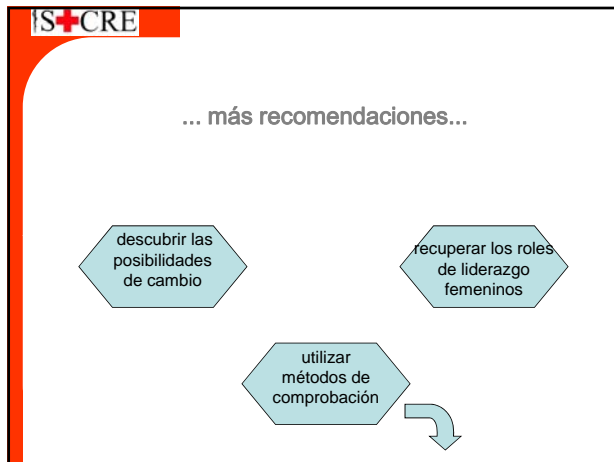 S+CRE
... más recomendaciones...
descubrir las
posibilidades
de cambio
recuperar los roles
de liderazgo
femeninos
utilizar
métodos de
comprobación